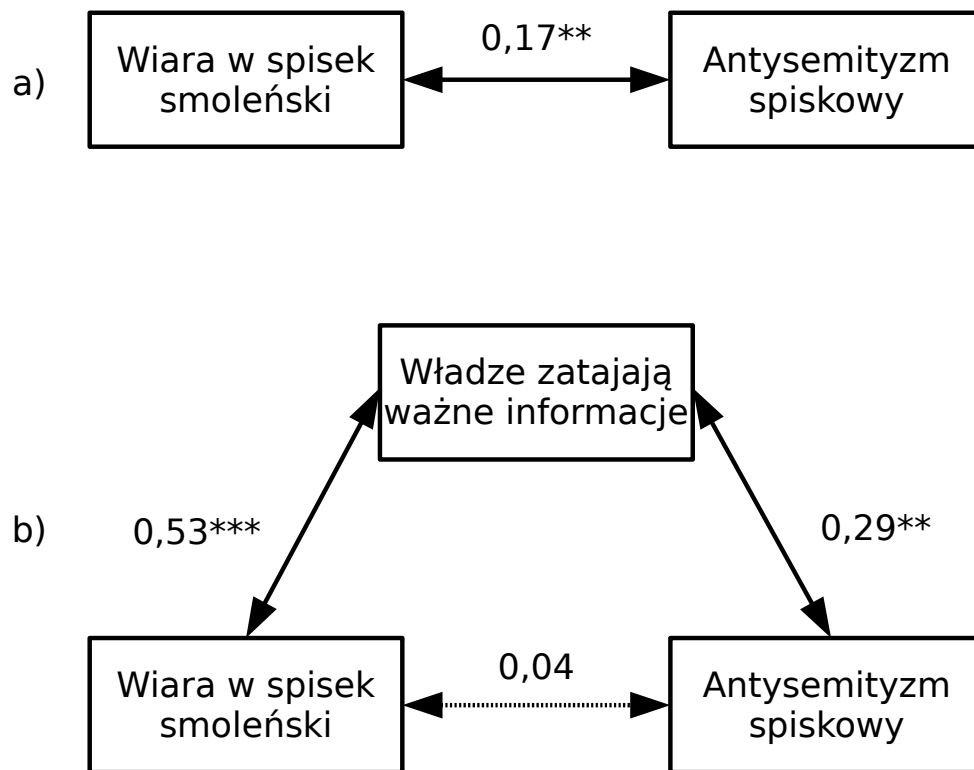 a)
Wiara w spisek
smoleński
0,17**
Antysemityzm
spiskowy
b)
Władze zatajają
ważne informacje
0,53***
0,29**
Wiara w spisek
smoleński
0,04
Antysemityzm
spiskowy